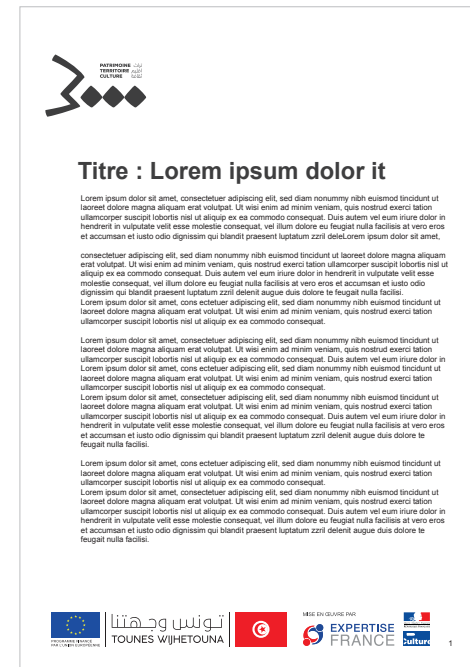 PATRIMOINE تراث
TERRITOIRE إقليم
CULTURE ثقافة
Titre : Lorem ipsum dolor it
Lorem ipsum dolor sit amet, consectetuer adipiscing elit, sed diam nonummy nibh euismod tincidunt ut
laoreet dolore magna aliquam erat volutpat. Ut wisi enim ad minim veniam, quis nostrud exerci tation
ullamcorper suscipit lobortis nisl ut aliquip ex ea commodo consequat. Duis autem vel eum iriure dolor in
hendrerit in vulputate velit esse molestie consequat, vel illum dolore eu feugiat nulla facilisis at vero eros
et accumsan et iusto odio dignissim qui blandit praesent luptatum zzril deleLorem ipsum dolor sit amet,
consectetuer adipiscing elit, sed diam nonummy nibh euismod tincidunt ut laoreet dolore magna aliquam
erat volutpat. Ut wisi enim ad minim veniam, quis nostrud exerci tation ullamcorper suscipit lobortis nisl ut
aliquip ex ea commodo consequat. Duis autem vel eum iriure dolor in hendrerit in vulputate velit esse
molestie consequat, vel illum dolore eu feugiat nulla facilisis at vero eros et accumsan et iusto odio
dignissim qui blandit praesent luptatum zzril delenit augue duis dolore te feugait nulla facilisi.
Lorem ipsum dolor sit amet, cons ectetuer adipiscing elit, sed diam nonummy nibh euismod tincidunt ut
laoreet dolore magna aliquam erat volutpat. Ut wisi enim ad minim veniam, quis nostrud exerci tation
ullamcorper suscipit lobortis nisl ut aliquip ex ea commodo consequat.
Lorem ipsum dolor sit amet, consectetuer adipiscing elit, sed diam nonummy nibh euismod tincidunt ut
laoreet dolore magna aliquam erat volutpat. Ut wisi enim ad minim veniam, quis nostrud exerci tation
ullamcorper suscipit lobortis nisl ut aliquip ex ea commodo consequat. Duis autem vel eum iriure dolor in
Lorem ipsum dolor sit amet, cons ectetuer adipiscing elit, sed diam nonummy nibh euismod tincidunt ut
laoreet dolore magna aliquam erat volutpat. Ut wisi enim ad minim veniam, quis nostrud exerci tation
ullamcorper suscipit lobortis nisl ut aliquip ex ea commodo consequat.
Lorem ipsum dolor sit amet, consectetuer adipiscing elit, sed diam nonummy nibh euismod tincidunt ut
laoreet dolore magna aliquam erat volutpat. Ut wisi enim ad minim veniam, quis nostrud exerci tation
ullamcorper suscipit lobortis nisl ut aliquip ex ea commodo consequat. Duis autem vel eum iriure dolor in
hendrerit in vulputate velit esse molestie consequat, vel illum dolore eu feugiat nulla facilisis at vero eros
et accumsan et iusto odio dignissim qui blandit praesent luptatum zzril delenit augue duis dolore te
feugait nulla facilisi.
Lorem ipsum dolor sit amet, cons ectetuer adipiscing elit, sed diam nonummy nibh euismod tincidunt ut
laoreet dolore magna aliquam erat volutpat. Ut wisi enim ad minim veniam, quis nostrud exerci tation
ullamcorper suscipit lobortis nisl ut aliquip ex ea commodo consequat.
Lorem ipsum dolor sit amet, consectetuer adipiscing elit, sed diam nonummy nibh euismod tincidunt ut
laoreet dolore magna aliquam erat volutpat. Ut wisi enim ad minim veniam, quis nostrud exerci tation
ullamcorper suscipit lobortis nisl ut aliquip ex ea commodo consequat. Duis autem vel eum iriure dolor in
hendrerit in vulputate velit esse molestie consequat, vel illum dolore eu feugiat nulla facilisis at vero eros
et accumsan et iusto odio dignissim qui blandit praesent luptatum zzril delenit augue duis dolore te
feugait nulla facilisi.
PROGRAMME FINANCÉ
PAR L'UNION EUROPÉENNE
تونس وجهتنا
TOUNES WIJHETOUNA
MISE EN ŒUVRE PAR
EXPERTISE
FRANCE
culture
1